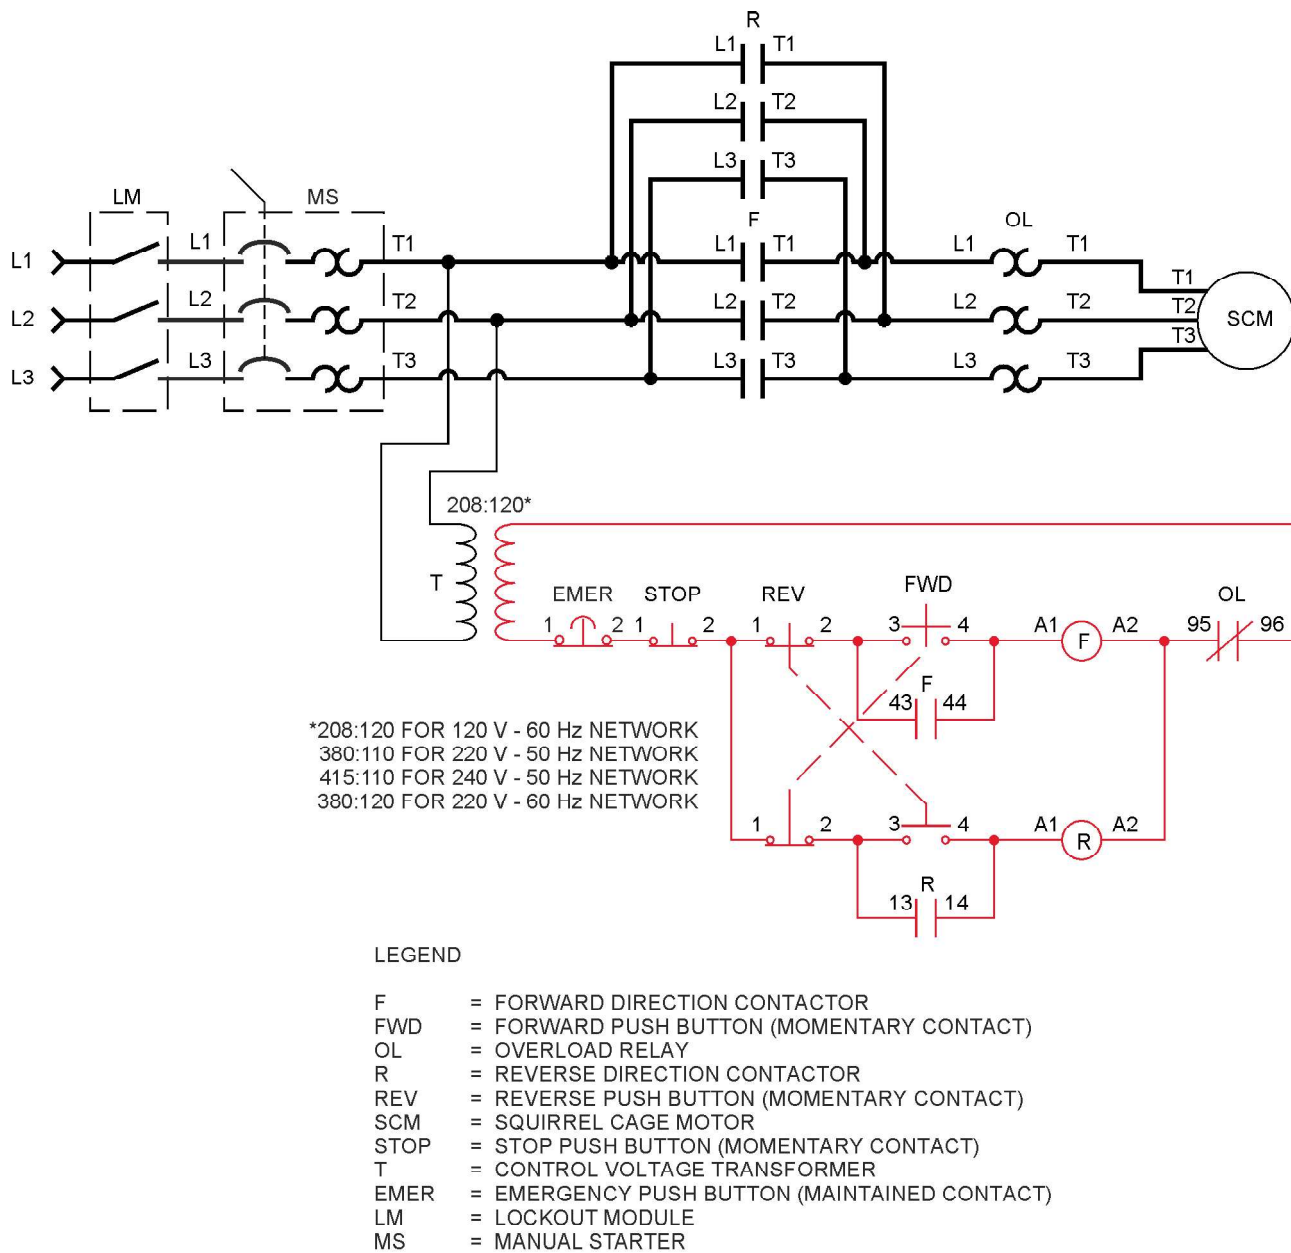 R
L1 T1
L2 T2
L3 T3
LM MS F OL
L1 L1 T1 L1 T1 L1 T1 T1
L2 L2 T2 L2 T2 L2 T2 T2 SCM
L3 L3 T3 L3 T3 L3 T3 T3
208:120*
T
EMER STOP REV FWD OL
1 2 1 2 1 2 3 4 A1 F A2 95 96
F
43 44
*208:120 FOR 120 V - 60 Hz NETWORK
380:110 FOR 220 V - 50 Hz NETWORK
415:110 FOR 240 V - 50 Hz NETWORK
380:120 FOR 220 V - 60 Hz NETWORK
1 2 3 4 A1 R A2
R
13 14
LEGEND
F = FORWARD DIRECTION CONTACTOR
FWD = FORWARD PUSH BUTTON (MOMENTARY CONTACT)
OL = OVERLOAD RELAY
R = REVERSE DIRECTION CONTACTOR
REV = REVERSE PUSH BUTTON (MOMENTARY CONTACT)
SCM = SQUIRREL CAGE MOTOR
STOP = STOP PUSH BUTTON (MOMENTARY CONTACT)
T = CONTROL VOLTAGE TRANSFORMER
EMER = EMERGENCY PUSH BUTTON (MAINTAINED CONTACT)
LM = LOCKOUT MODULE
MS = MANUAL STARTER